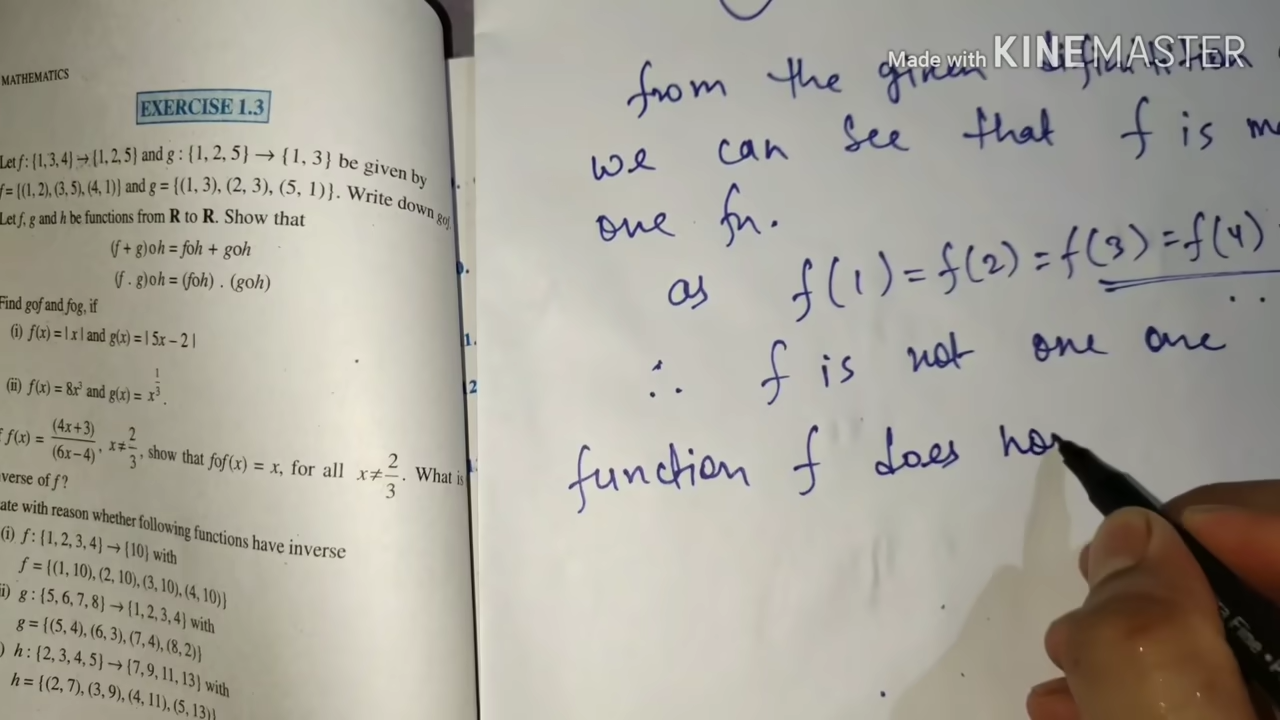 Made with KINEMASTER
MATHEMATICS
EXERCISE 1.3
Let f : {1, 3, 4} → {1, 2, 5} and g : {1, 2, 5} → {1, 3} be given by
f = {(1, 2), (3, 5), (4, 1)} and g = {(1, 3), (2, 3), (5, 1)}. Write down gof.
Let f, g and h be functions from R to R. Show that
(f + g)oh = foh + goh
(f . g)oh = (foh) . (goh)
Find gof and fog, if
(i) f(x) = | x | and g(x) = | 5x – 2 |
(ii) f(x) = 8x³ and g(x) = x^(1/3).
f(x) = (4x+3)/(6x–4), x ≠ 2/3, show that fof(x) = x, for all x ≠ 2/3. What is
verse of f?
ate with reason whether following functions have inverse
(i) f : {1, 2, 3, 4} → {10} with
f = {(1, 10), (2, 10), (3, 10), (4, 10)}
i) g : {5, 6, 7, 8} → {1, 2, 3, 4} with
g = {(5, 4), (6, 3), (7, 4), (8, 2)}
) h : {2, 3, 4, 5} → {7, 9, 11, 13} with
h = {(2, 7), (3, 9), (4, 11), (5, 13)}
1.
2
from the given
we can see that f is m
one fn.
as f(1) = f(2) = f(3) = f(4)
∴ f is not one one
function f does no